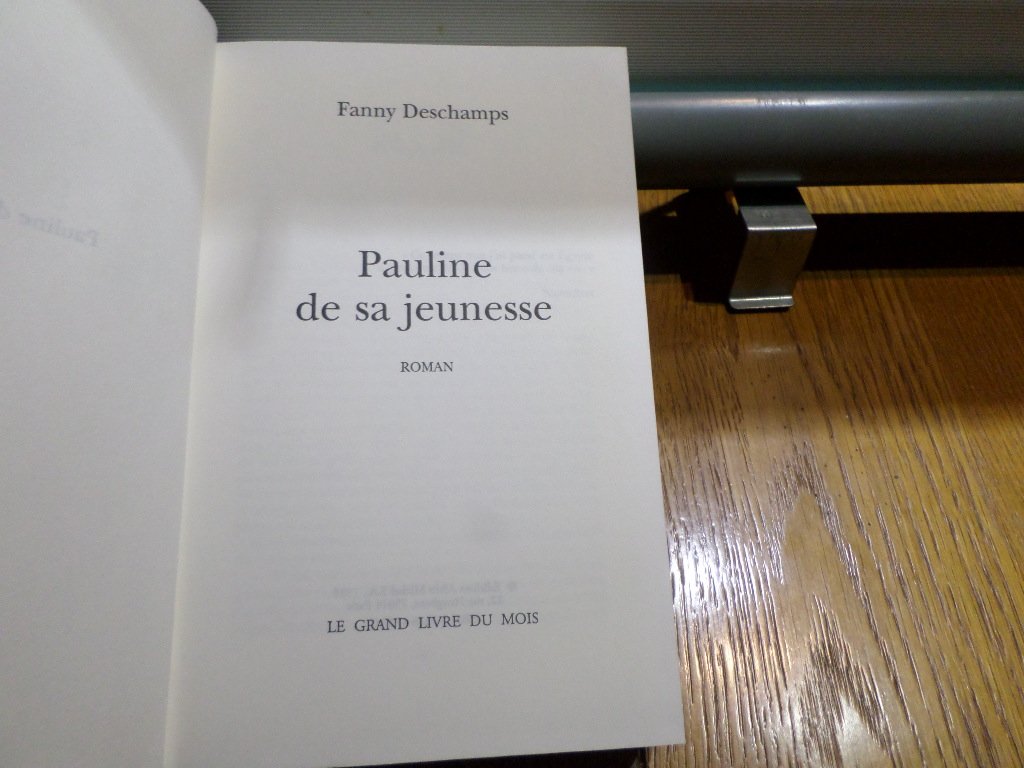 Fanny Deschamps
Pauline
de sa jeunesse
ROMAN
LE GRAND LIVRE DU MOIS